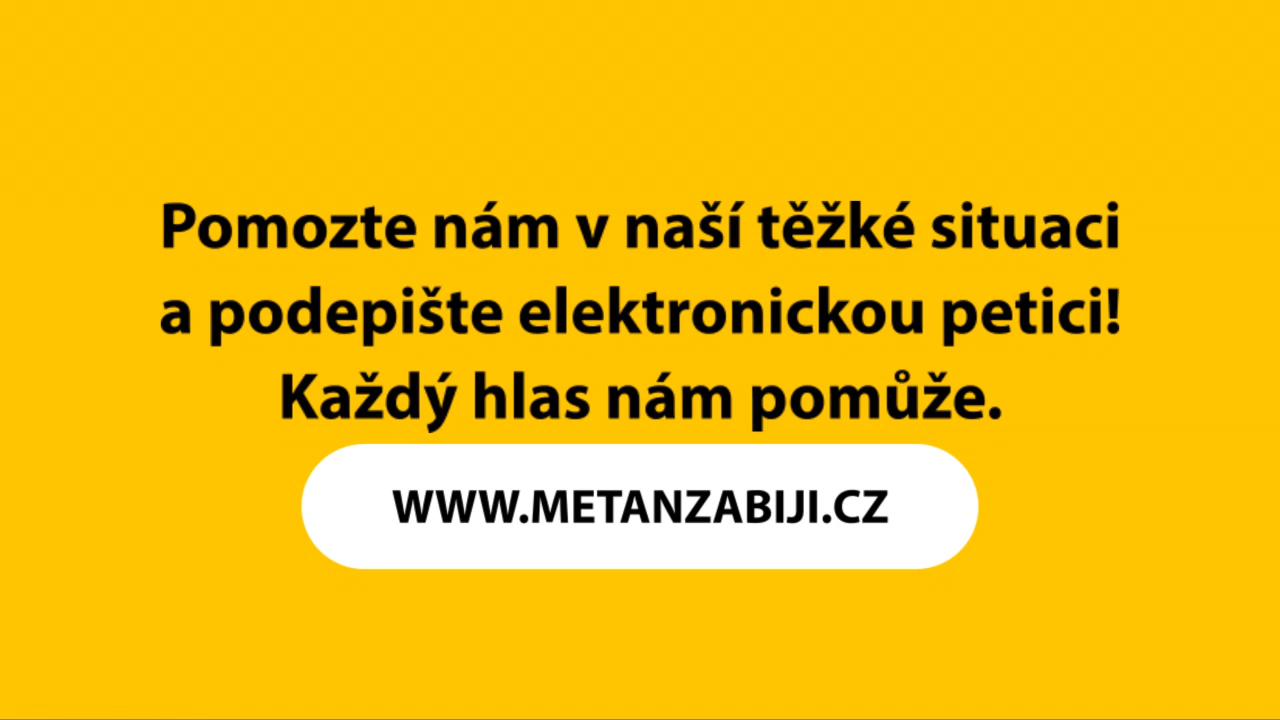 Pomozte nám v naší těžké situaci
a podepište elektronickou petici!
Každý hlas nám pomůže.
WWW.METANZABIJI.CZ